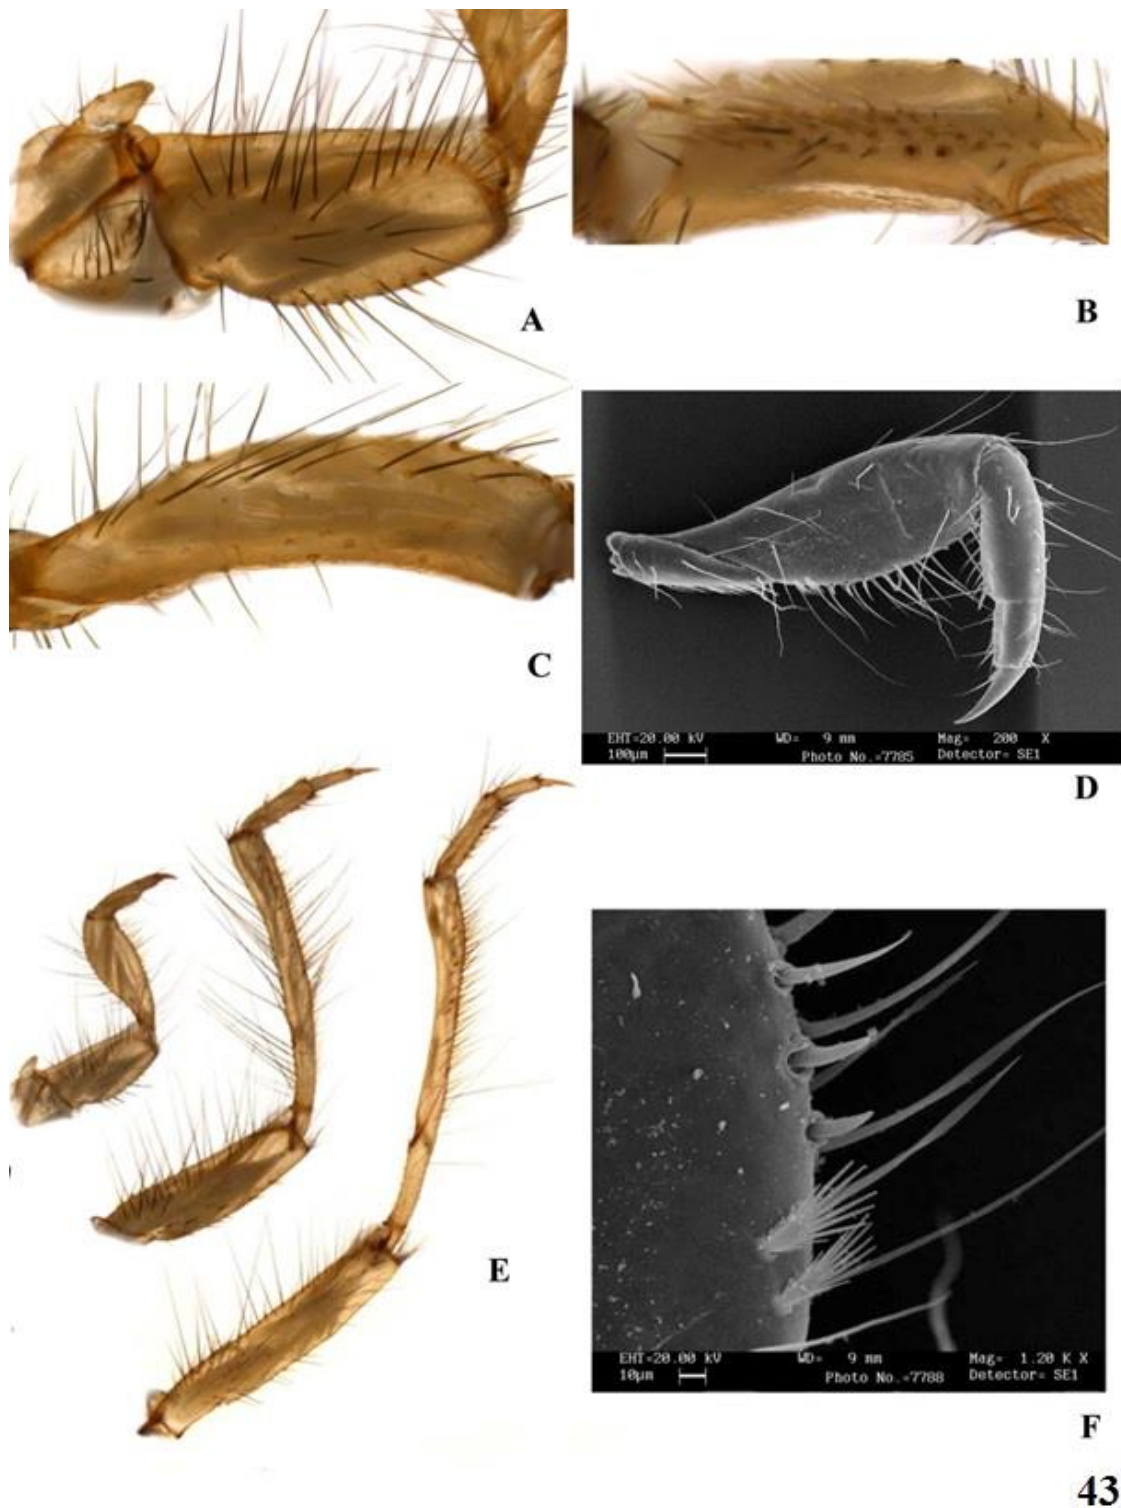 A
B
C
EHT=20.00 kV WD= 9 mm Mag= 200 X
100µm Photo No.=7785 Detector= SE1
D
E
EHT=20.00 kV WD= 9 mm Mag= 1.20 K X
10µm Photo No.=7788 Detector= SE1
F
43